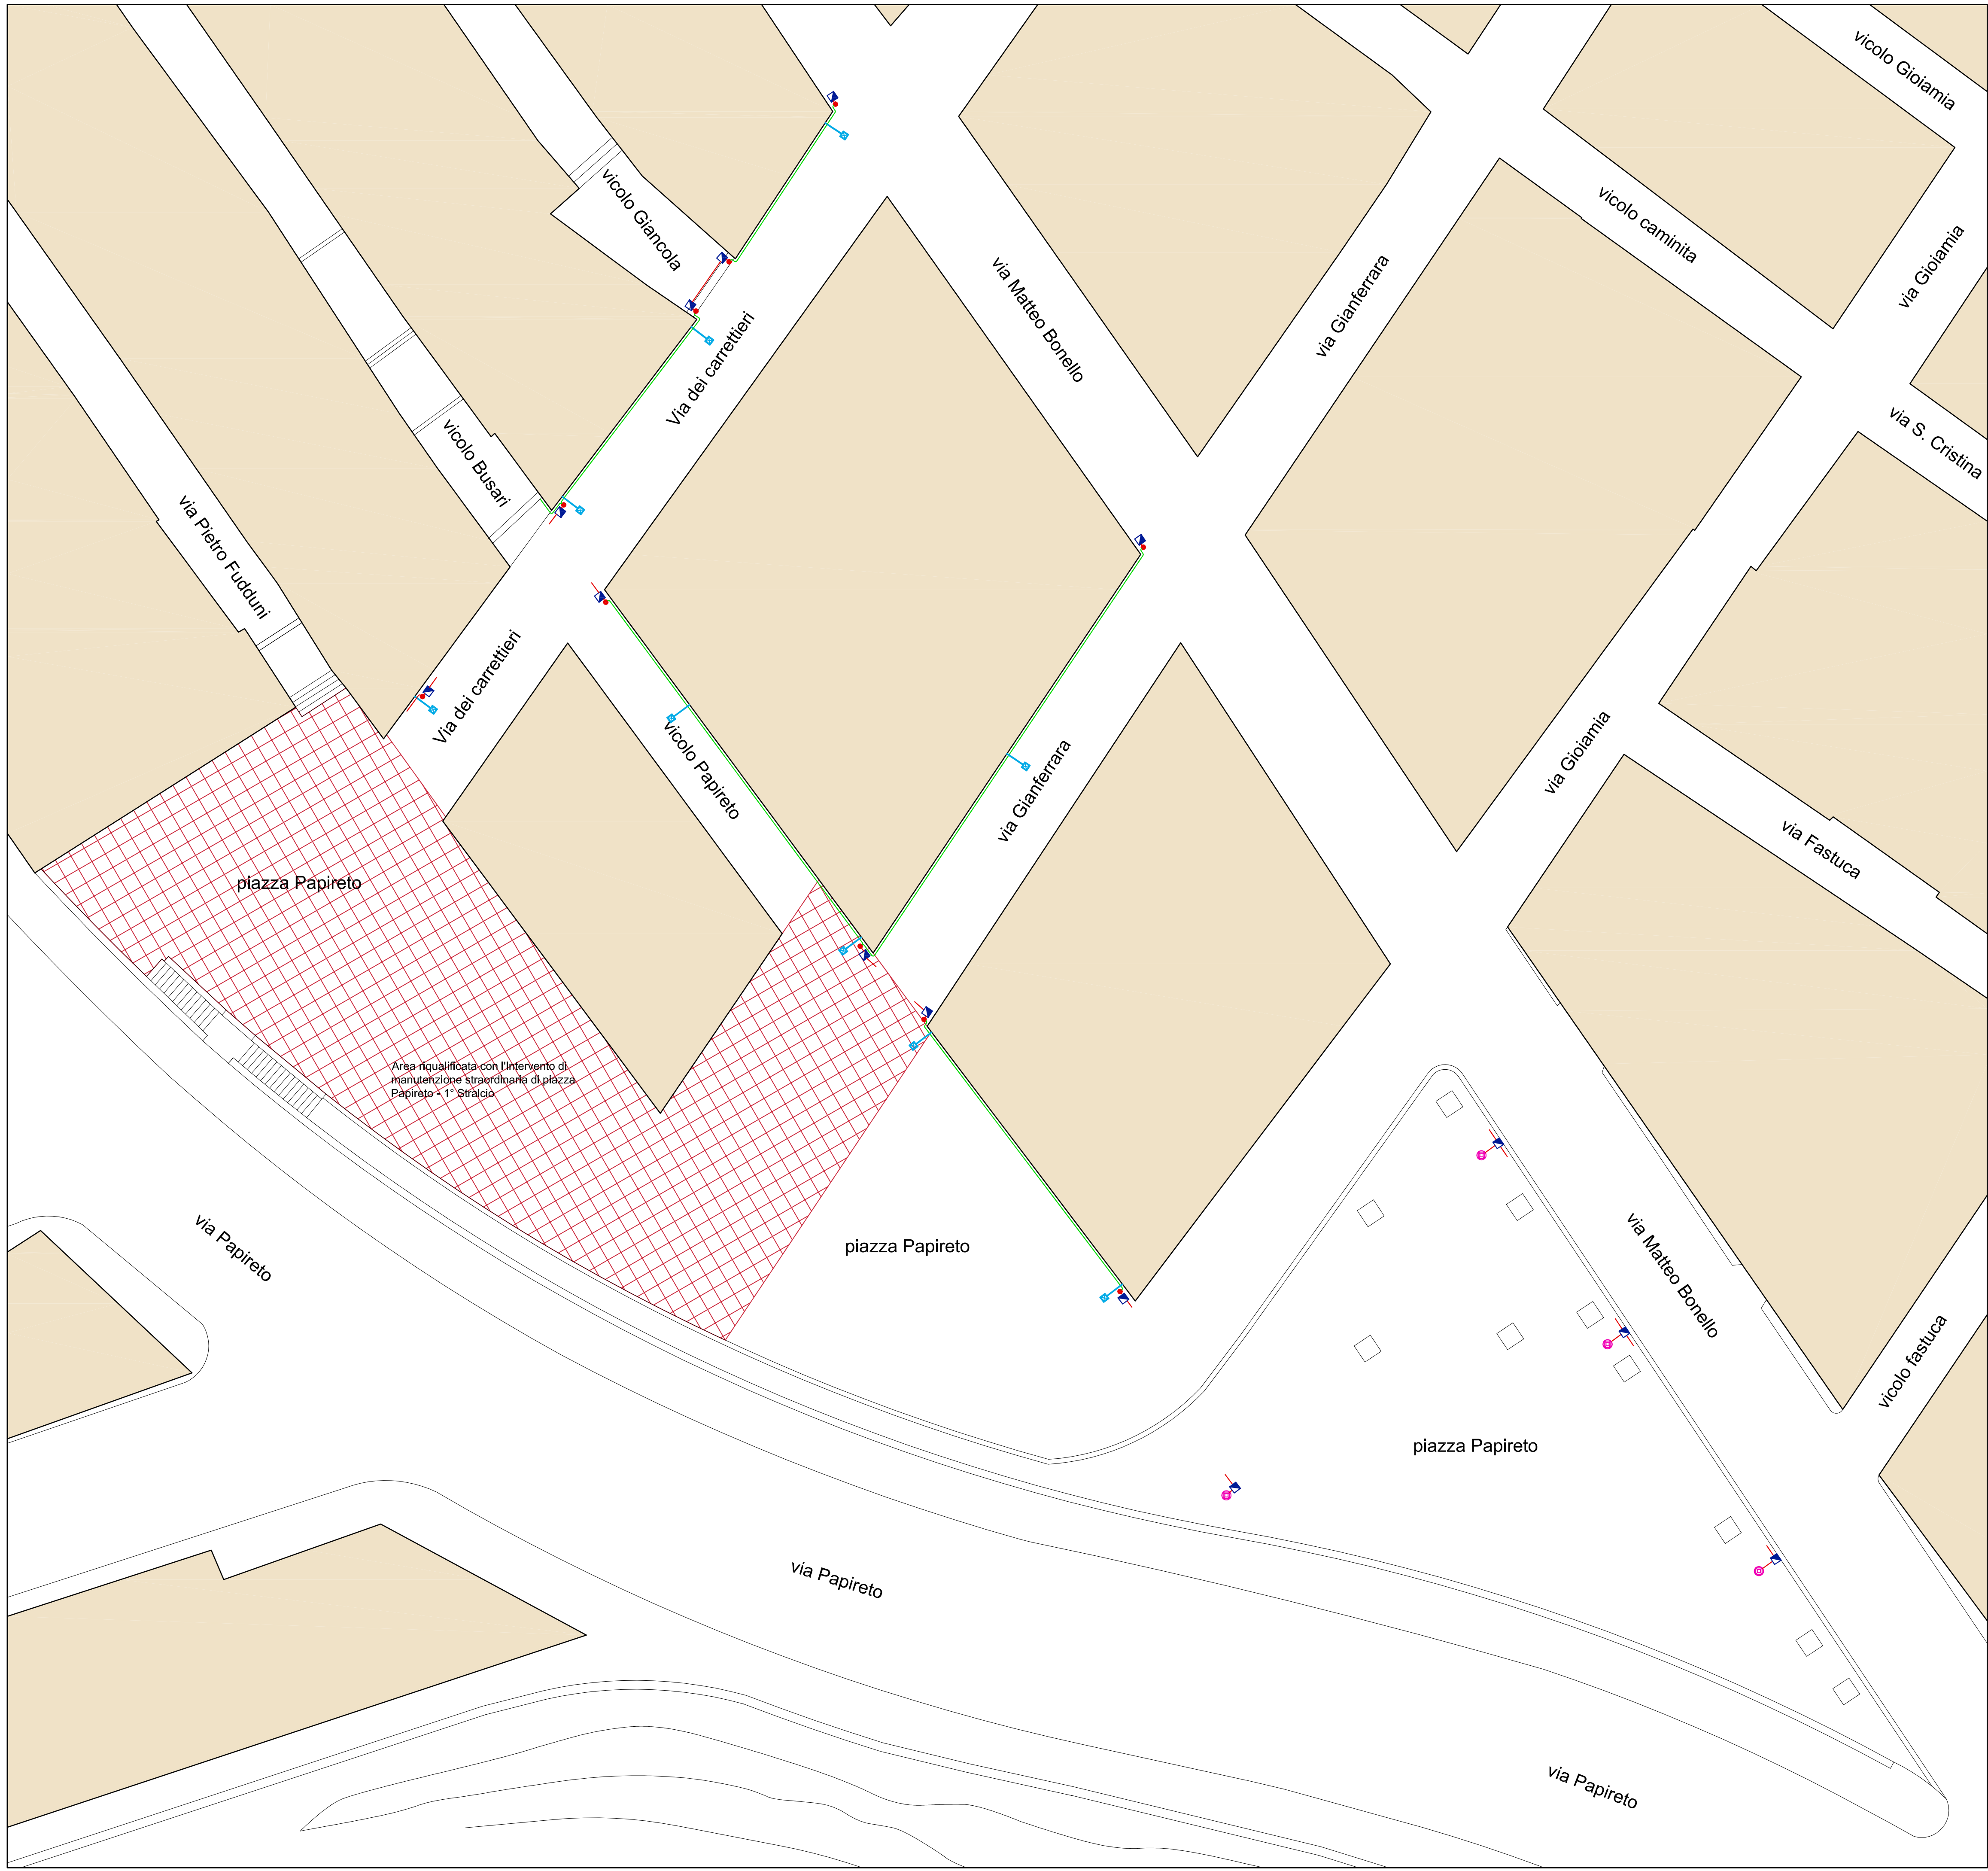 vicolo Gioiamia
vicolo Giancola
vicolo caminita
via Gioiamia
via Matteo Bonello
via Gianferrara
Via dei carrettieri
via S. Cristina
vicolo Busari
via Pietro Fudduni
Via dei carrettieri
vicolo Papireto
via Gianferrara
via Gioiamia
via Fastuca
piazza Papireto
Area riqualificata con l'Intervento di
manutenzione straordinaria di piazza
Papireto - 1° Stralcio
via Papireto
piazza Papireto
via Matteo Bonello
vicolo fastuca
piazza Papireto
via Papireto
via Papireto